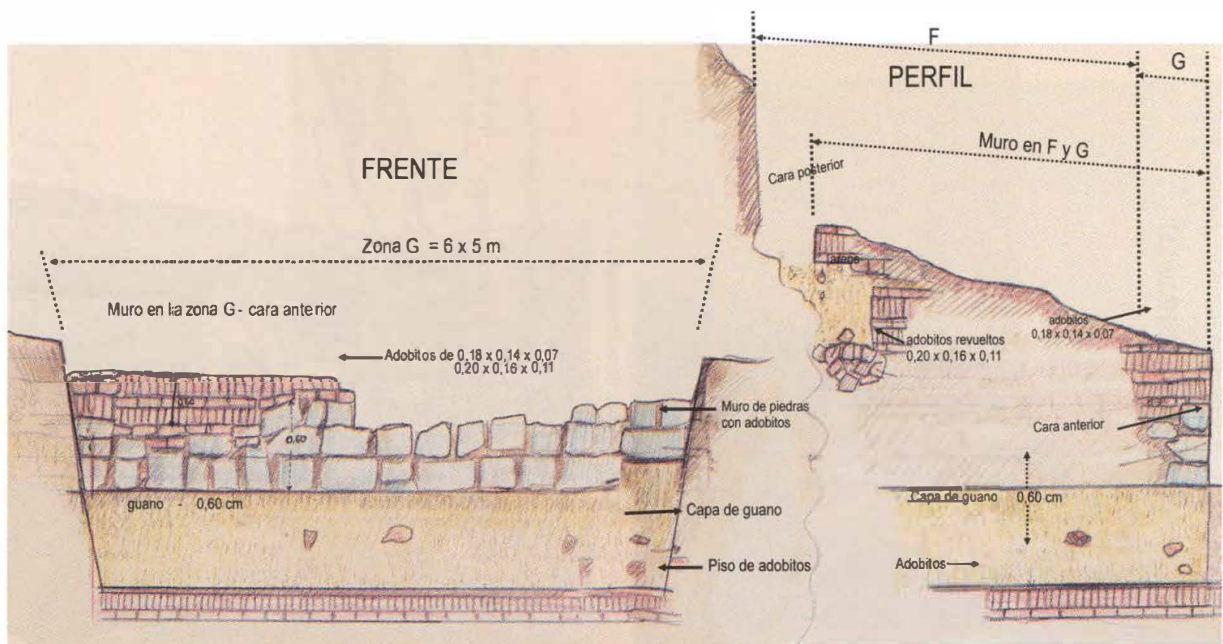 FRENTE
Zona G = 6 x 5 m
Muro en la zona G - cara anterior
Adobitos de 0,18 x 0,14 x 0,07
0,20 x 0,16 x 0,11
0,60
guano - 0,60 cm
Muro de piedras
con adobitos
Capa de guano
Piso de adobitos
F
G
PERFIL
Muro en F y G
Cara posterior
adobitos
0,18 x 0,14 x 0,07
adobitos revueltos
0,20 x 0,16 x 0,11
Cara anterior
Capa de guano 0,60 cm
Adobitos